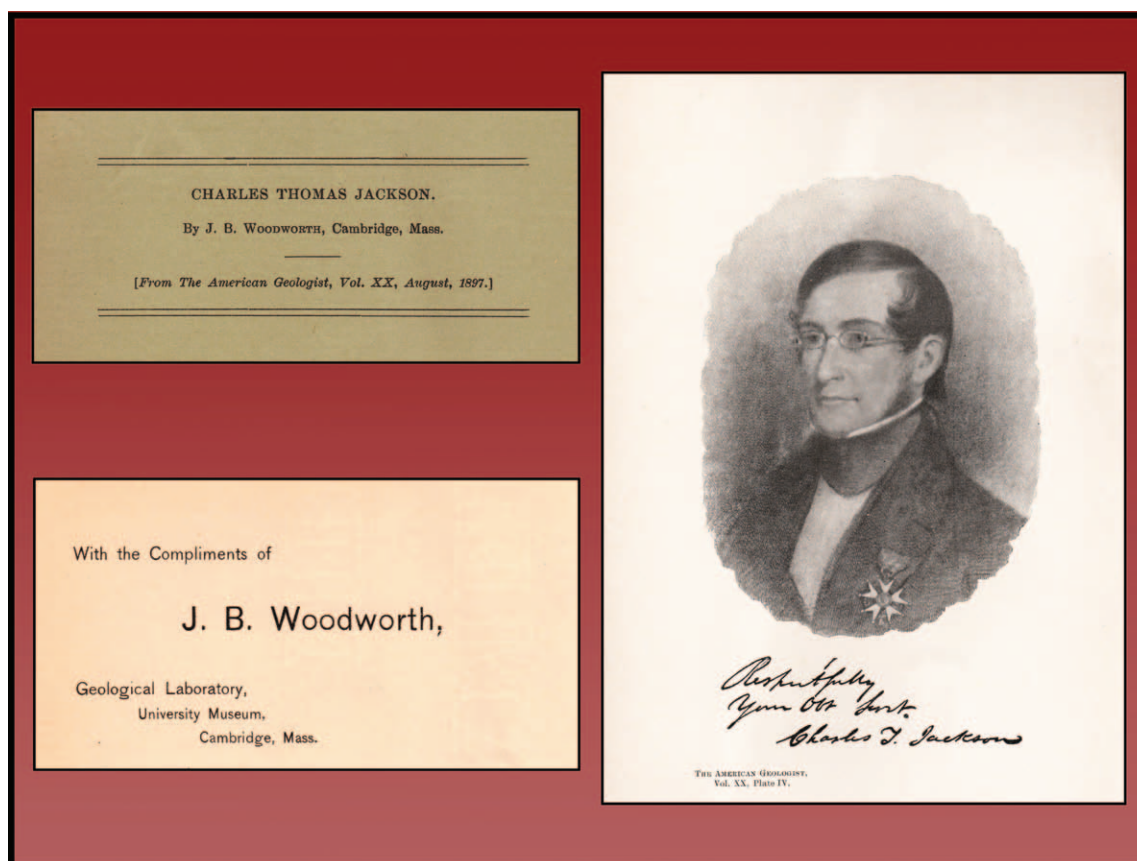 CHARLES THOMAS JACKSON.
By J. B. WOODWORTH, Cambridge, Mass.
[From The American Geologist, Vol. XX, August, 1897.]
With the Compliments of
J. B. Woodworth,
Geological Laboratory,
University Museum,
Cambridge, Mass.
Respectfully
Your Obt Servt.
Charles T. Jackson
THE AMERICAN GEOLOGIST,
Vol. XX, Plate IV.